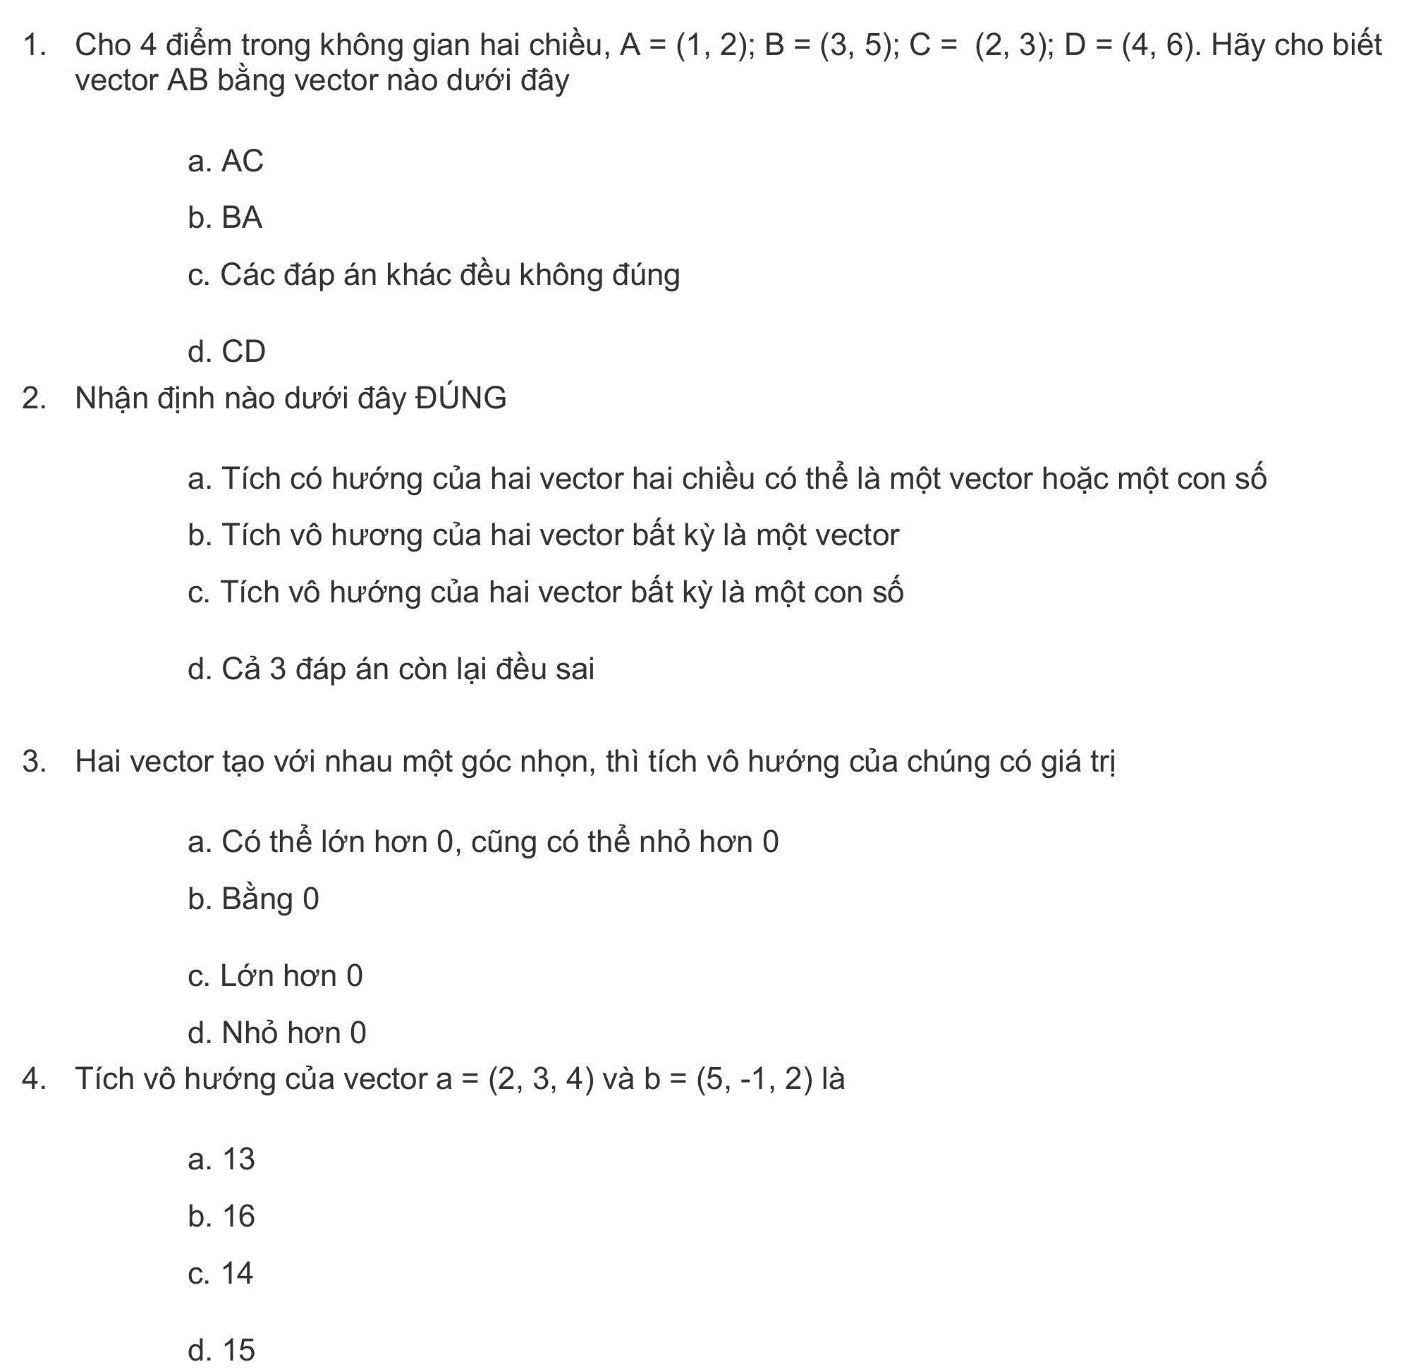 1. Cho 4 điểm trong không gian hai chiều, A = (1, 2); B = (3, 5); C = (2, 3); D = (4, 6). Hãy cho biết
vector AB bằng vector nào dưới đây
a. AC
b. BA
c. Các đáp án khác đều không đúng
d. CD
2. Nhận định nào dưới đây ĐÚNG
a. Tích có hướng của hai vector hai chiều có thể là một vector hoặc một con số
b. Tích vô hương của hai vector bất kỳ là một vector
c. Tích vô hướng của hai vector bất kỳ là một con số
d. Cả 3 đáp án còn lại đều sai
3. Hai vector tạo với nhau một góc nhọn, thì tích vô hướng của chúng có giá trị
a. Có thể lớn hơn 0, cũng có thể nhỏ hơn 0
b. Bằng 0
c. Lớn hơn 0
d. Nhỏ hơn 0
4. Tích vô hướng của vector a = (2, 3, 4) và b = (5, -1, 2) là
a. 13
b. 16
c. 14
d. 15